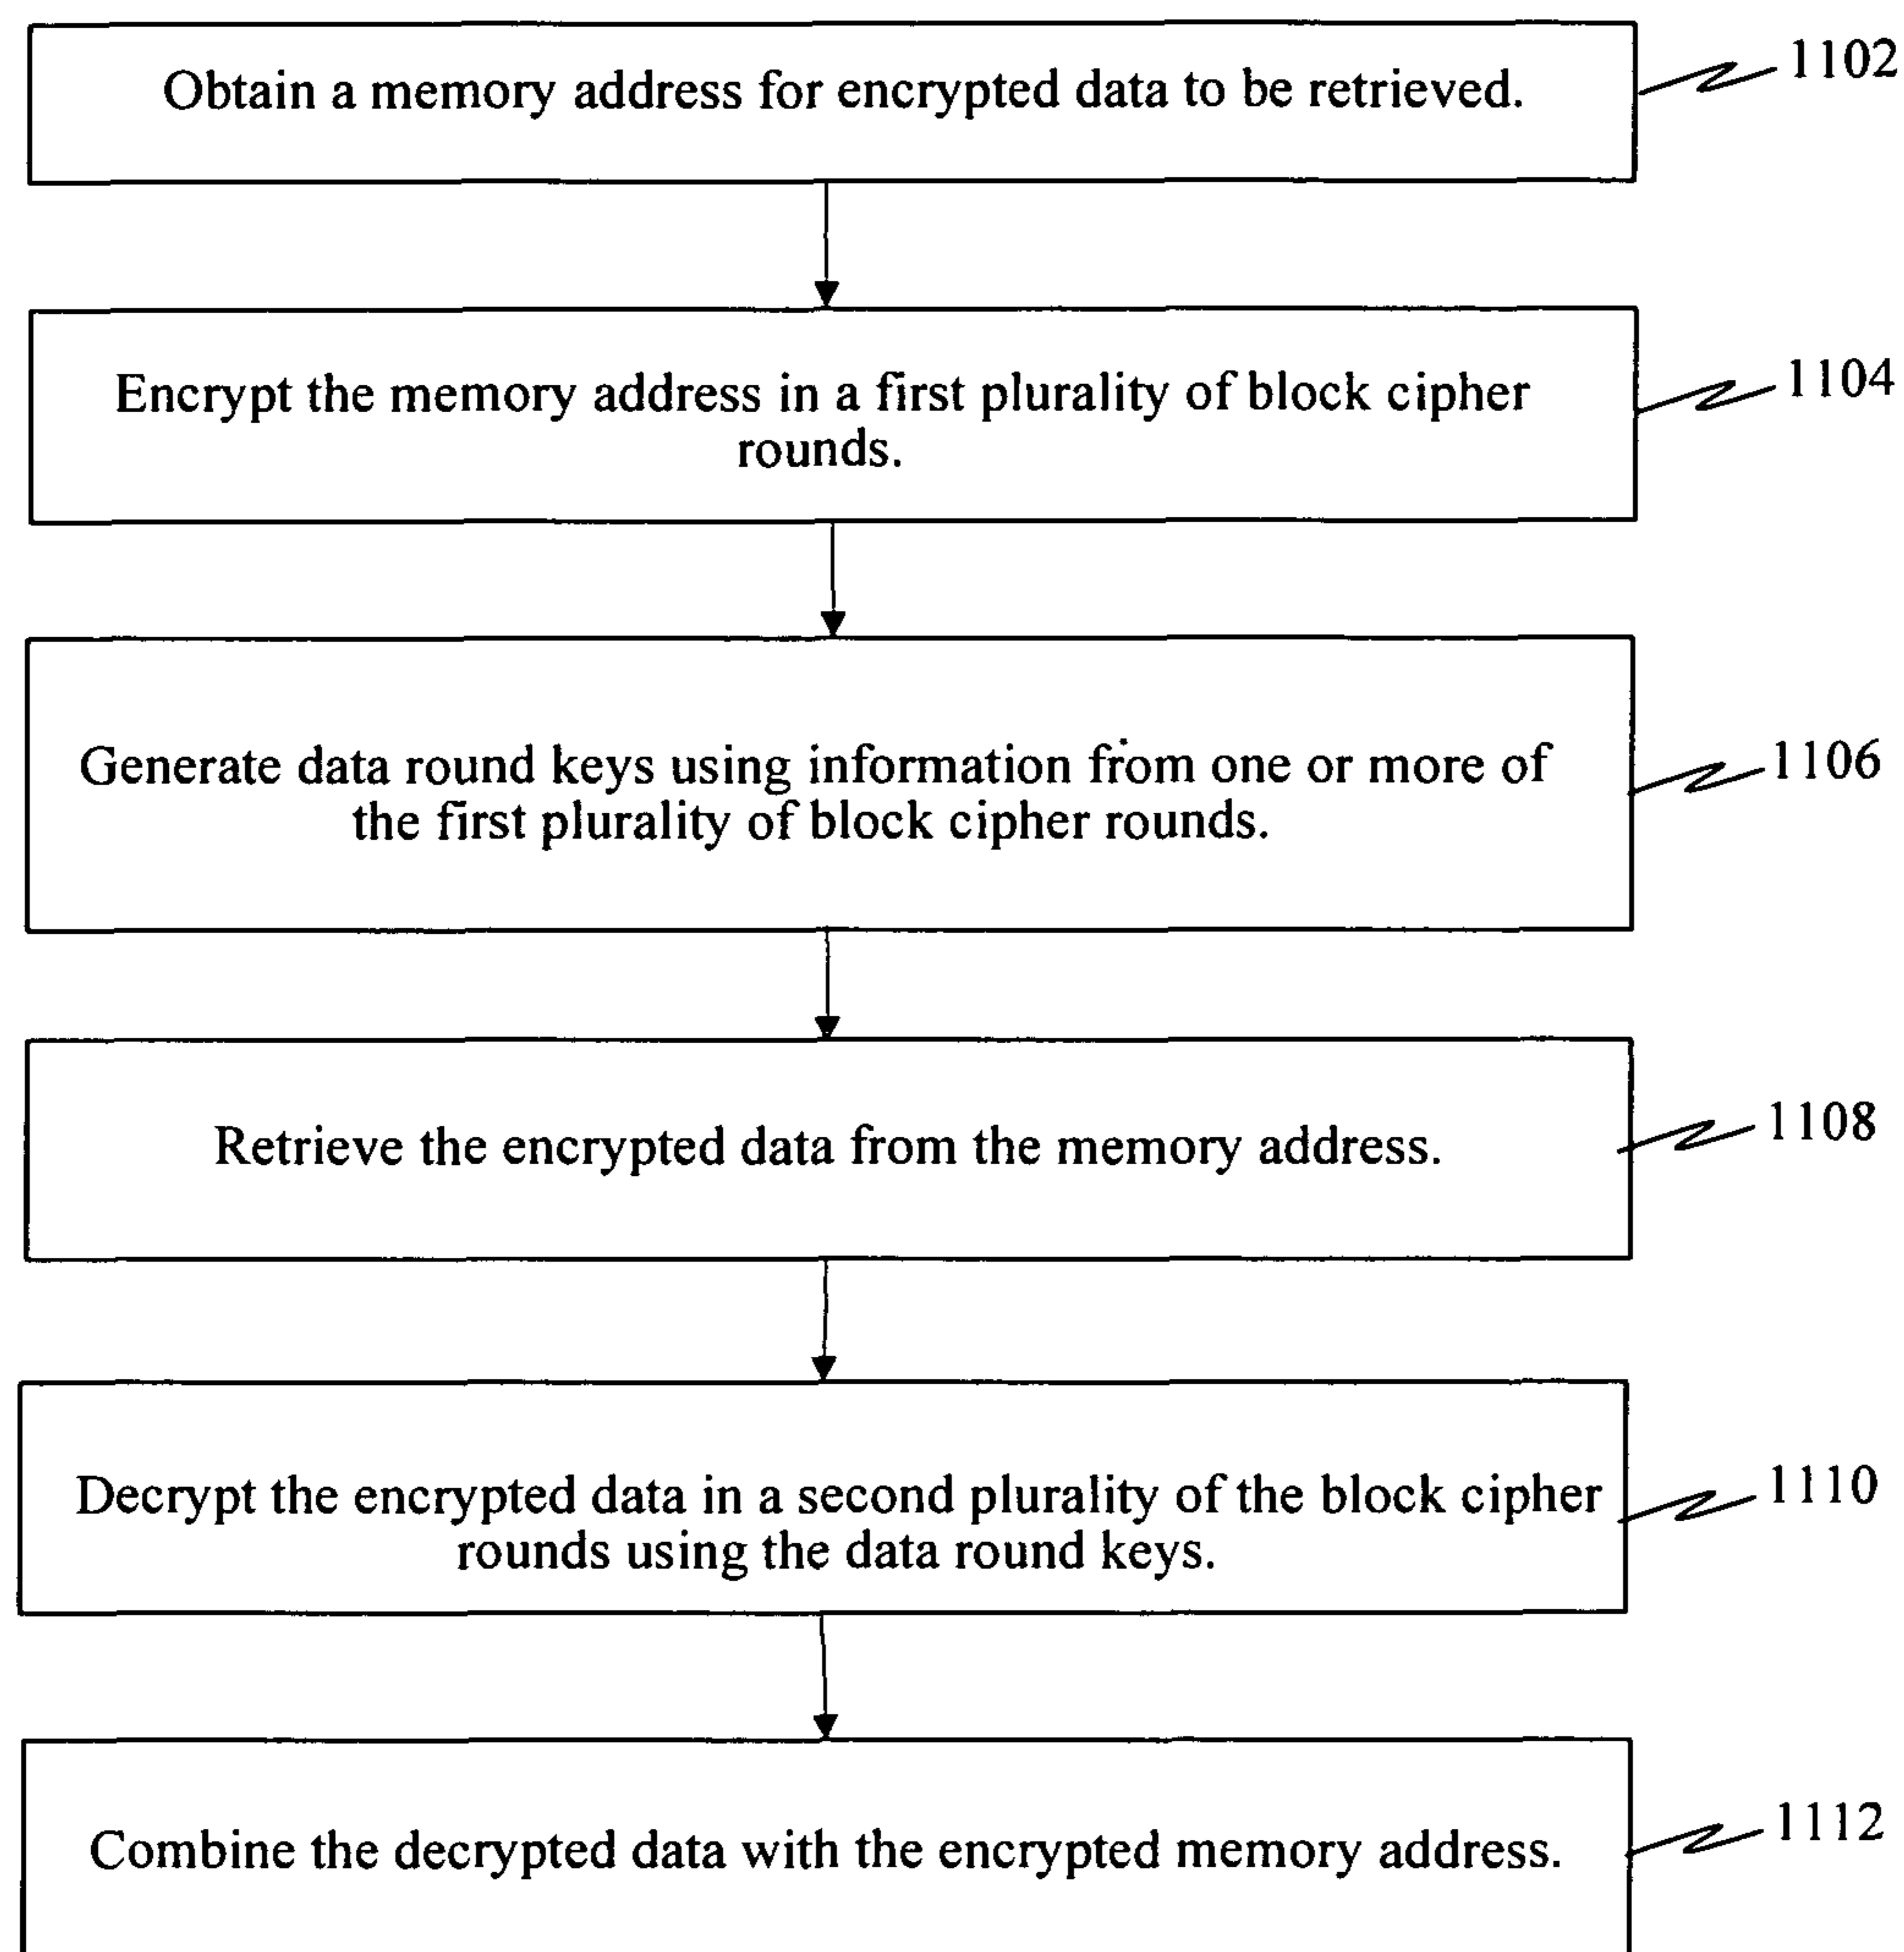 Obtain a memory address for encrypted data to be retrieved.
1102
Encrypt the memory address in a first plurality of block cipher
rounds.
1104
Generate data round keys using information from one or more of
the first plurality of block cipher rounds.
1106
Retrieve the encrypted data from the memory address.
1108
Decrypt the encrypted data in a second plurality of the block cipher
rounds using the data round keys.
1110
Combine the decrypted data with the encrypted memory address.
1112